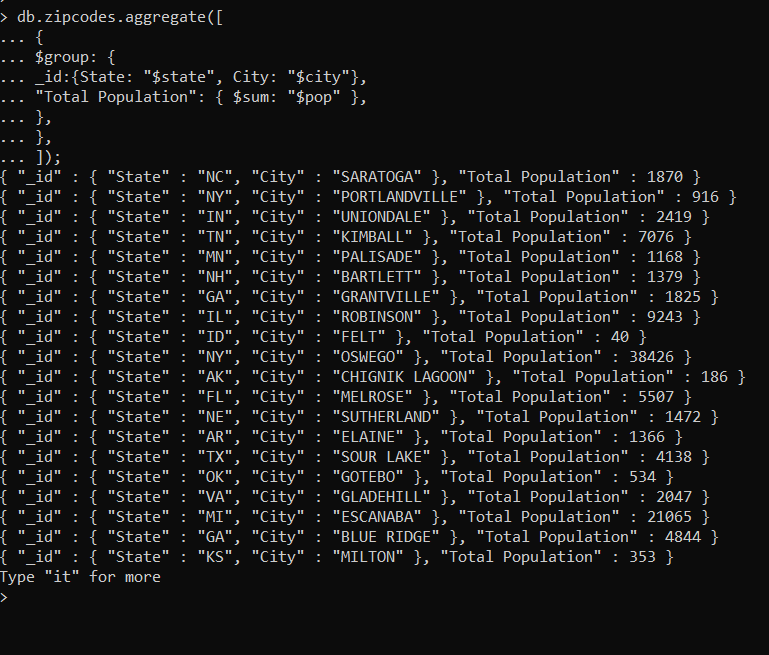 > db.zipcodes.aggregate([
... {
... $group: {
... _id:{State: "$state", City: "$city"},
... "Total Population": { $sum: "$pop" },
... },
... },
... ]);
{ "_id" : { "State" : "NC", "City" : "SARATOGA" }, "Total Population" : 1870 }
{ "_id" : { "State" : "NY", "City" : "PORTLANDVILLE" }, "Total Population" : 916 }
{ "_id" : { "State" : "IN", "City" : "UNIONDALE" }, "Total Population" : 2419 }
{ "_id" : { "State" : "TN", "City" : "KIMBALL" }, "Total Population" : 7076 }
{ "_id" : { "State" : "MN", "City" : "PALISADE" }, "Total Population" : 1168 }
{ "_id" : { "State" : "NH", "City" : "BARTLETT" }, "Total Population" : 1379 }
{ "_id" : { "State" : "GA", "City" : "GRANTVILLE" }, "Total Population" : 1825 }
{ "_id" : { "State" : "IL", "City" : "ROBINSON" }, "Total Population" : 9243 }
{ "_id" : { "State" : "ID", "City" : "FELT" }, "Total Population" : 40 }
{ "_id" : { "State" : "NY", "City" : "OSWEGO" }, "Total Population" : 38426 }
{ "_id" : { "State" : "AK", "City" : "CHIGNIK LAGOON" }, "Total Population" : 186 }
{ "_id" : { "State" : "FL", "City" : "MELROSE" }, "Total Population" : 5507 }
{ "_id" : { "State" : "NE", "City" : "SUTHERLAND" }, "Total Population" : 1472 }
{ "_id" : { "State" : "AR", "City" : "ELAINE" }, "Total Population" : 1366 }
{ "_id" : { "State" : "TX", "City" : "SOUR LAKE" }, "Total Population" : 4138 }
{ "_id" : { "State" : "OK", "City" : "GOTEBO" }, "Total Population" : 534 }
{ "_id" : { "State" : "VA", "City" : "GLADEHILL" }, "Total Population" : 2047 }
{ "_id" : { "State" : "MI", "City" : "ESCANABA" }, "Total Population" : 21065 }
{ "_id" : { "State" : "GA", "City" : "BLUE RIDGE" }, "Total Population" : 4844 }
{ "_id" : { "State" : "KS", "City" : "MILTON" }, "Total Population" : 353 }
Type "it" for more
>